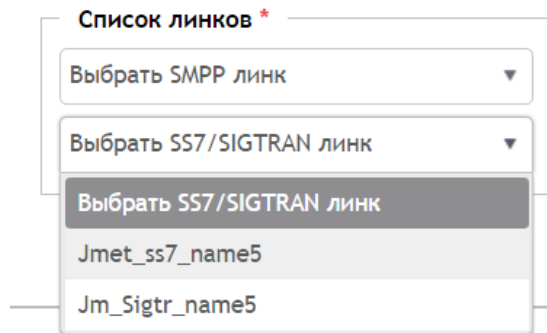 Список линков *
Выбрать SMPP линк
Выбрать SS7/SIGTRAN линк
Выбрать SS7/SIGTRAN линк
Jmet_ss7_name5
Jm_Sigtr_name5